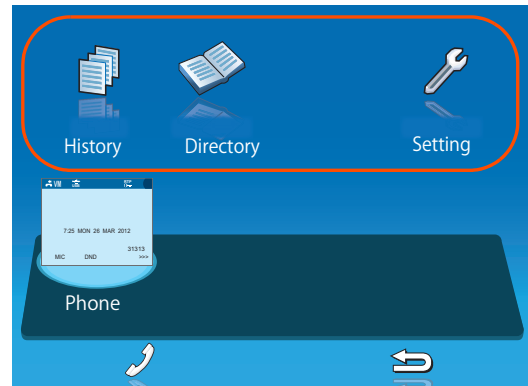 History Directory Setting
VM
7:25 MON 26 MAR 2012
31313
MIC DND >>>
Phone